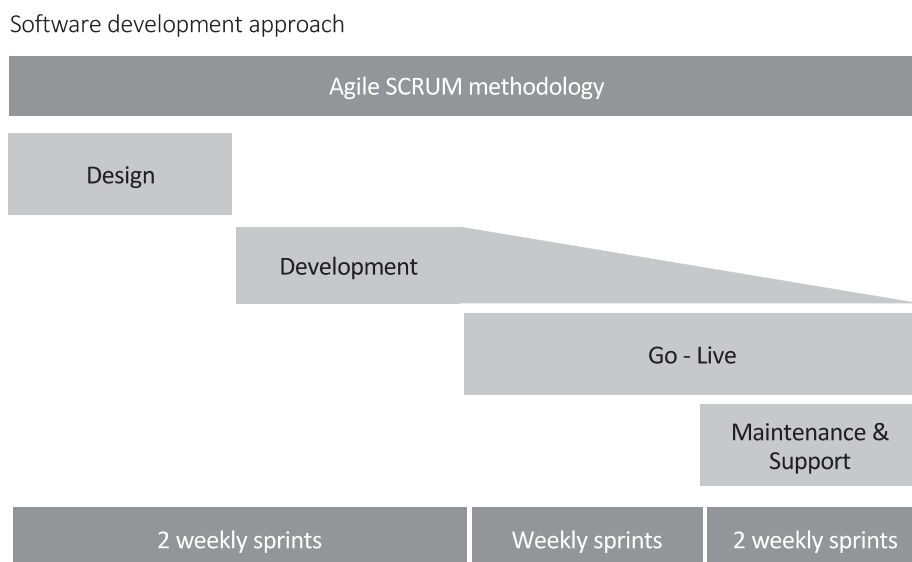 Software development approach
Agile SCRUM methodology
Design
Development
Go - Live
Maintenance &
Support
2 weekly sprints
Weekly sprints
2 weekly sprints